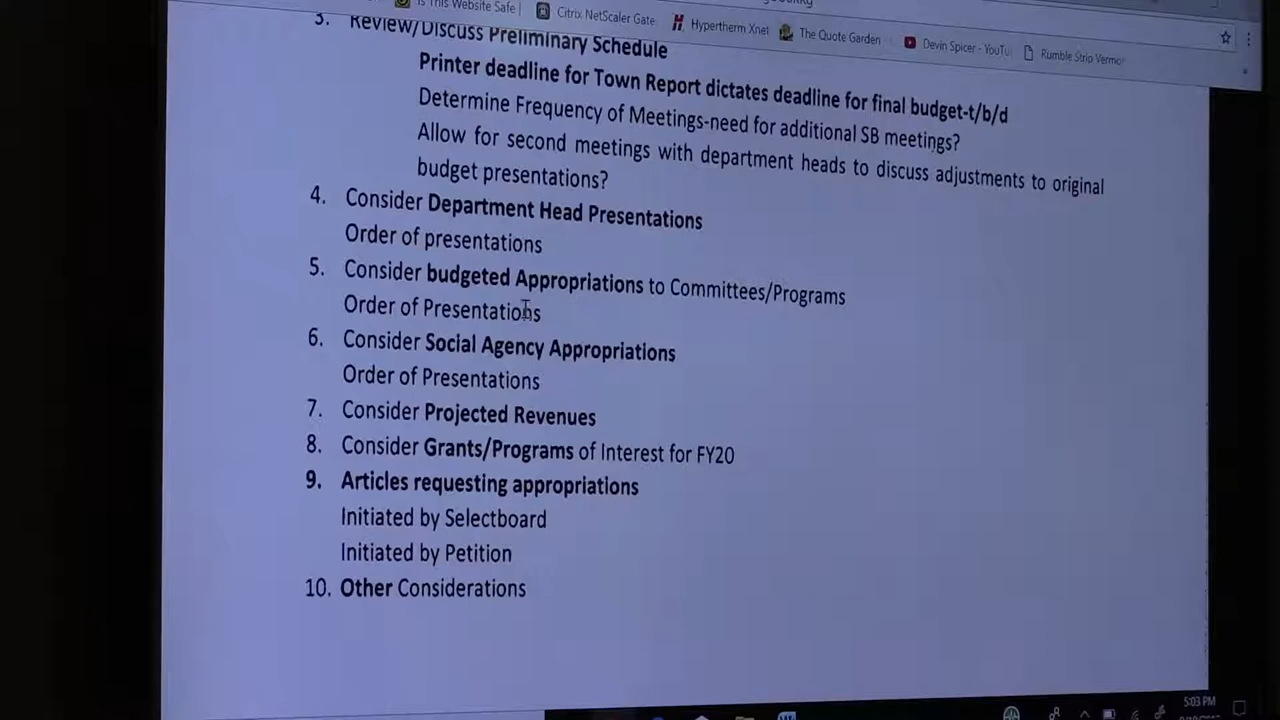 Is This Website Safe
Citrix NetScaler Gate
Hypertherm Xnet
The Quote Garden
Devin Spicer - YouTu
Rumble Strip Vermor
3. Review/Discuss Preliminary Schedule
Printer deadline for Town Report dictates deadline for final budget-t/b/d
Determine Frequency of Meetings-need for additional SB meetings?
Allow for second meetings with department heads to discuss adjustments to original
budget presentations?
4. Consider Department Head Presentations
Order of presentations
5. Consider budgeted Appropriations to Committees/Programs
Order of Presentations
6. Consider Social Agency Appropriations
Order of Presentations
7. Consider Projected Revenues
8. Consider Grants/Programs of Interest for FY20
9. Articles requesting appropriations
Initiated by Selectboard
Initiated by Petition
10. Other Considerations
5:03 PM